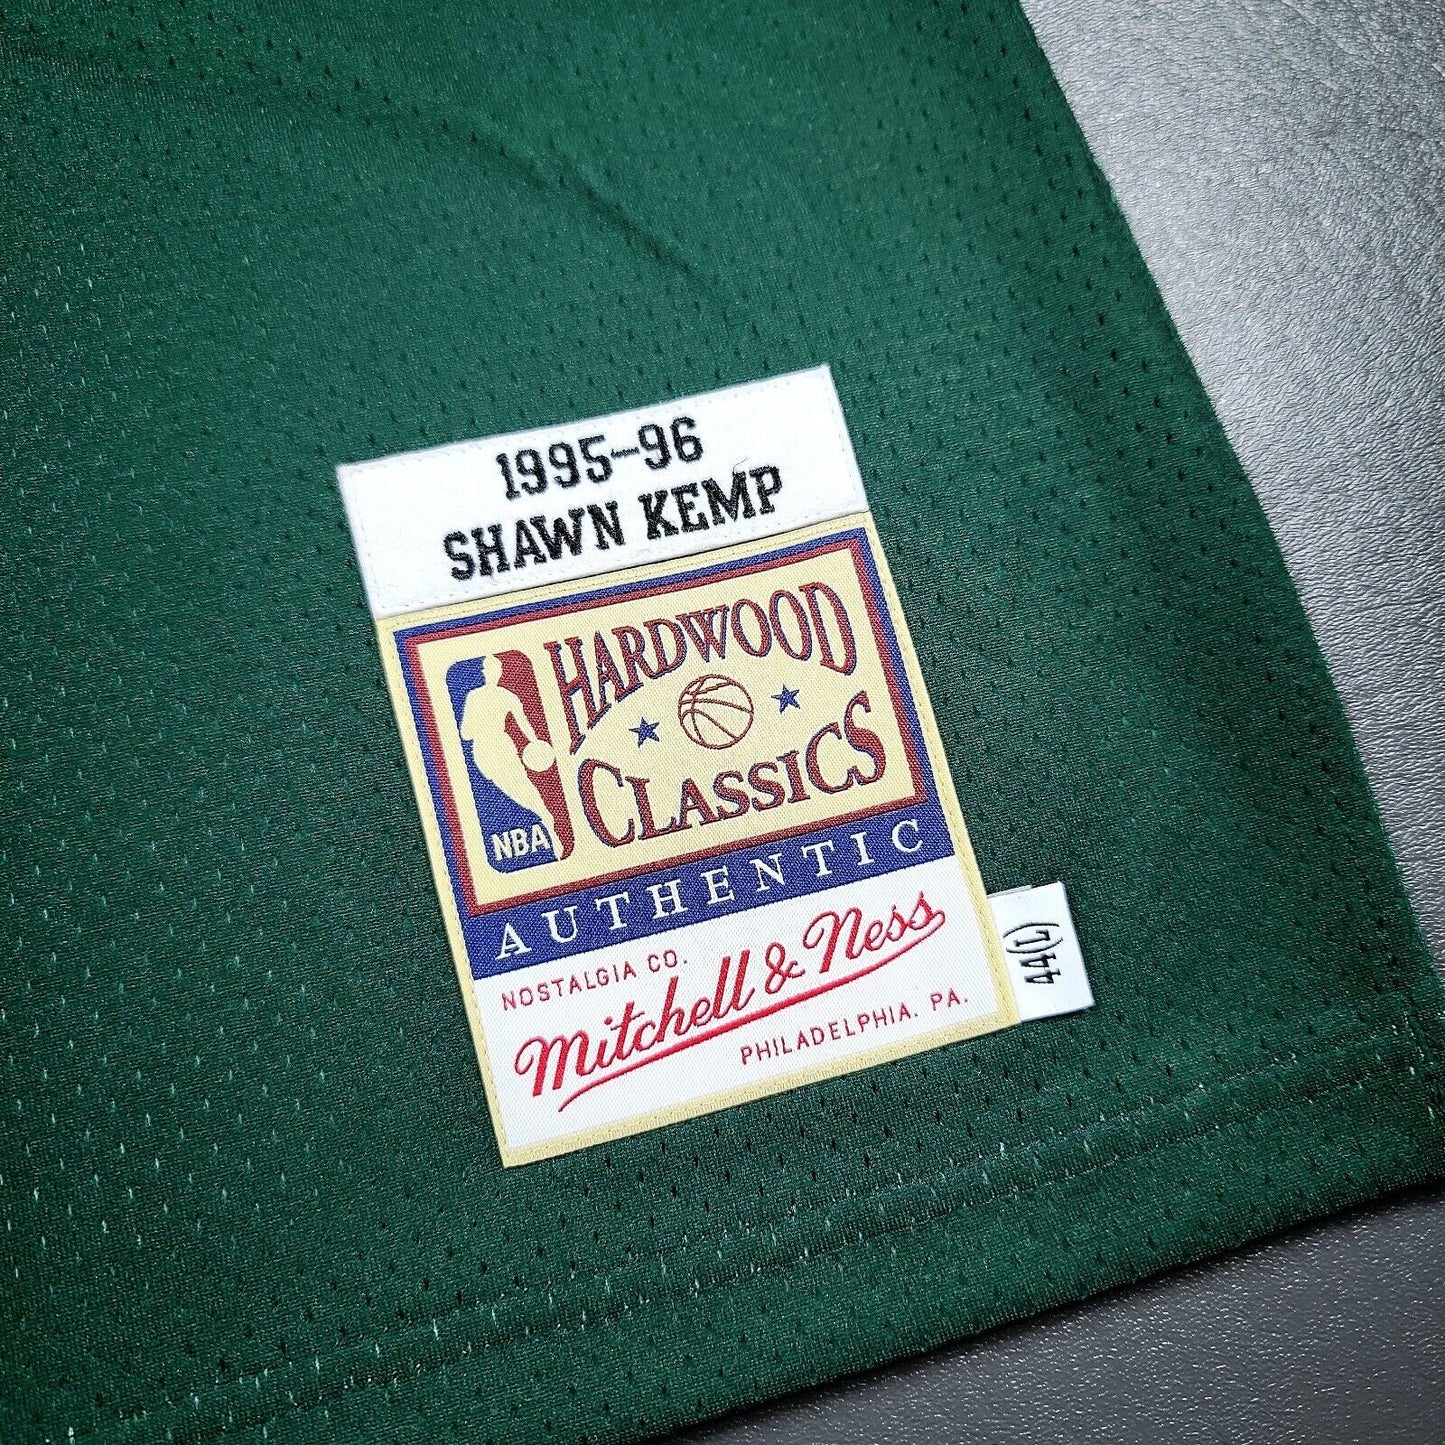 1995-96
SHAWN KEMP
HARDWOOD
CLASSICS
NBA
AUTHENTIC
NOSTALGIA CO.
Mitchell & Ness
PHILADELPHIA. PA.
44(L)